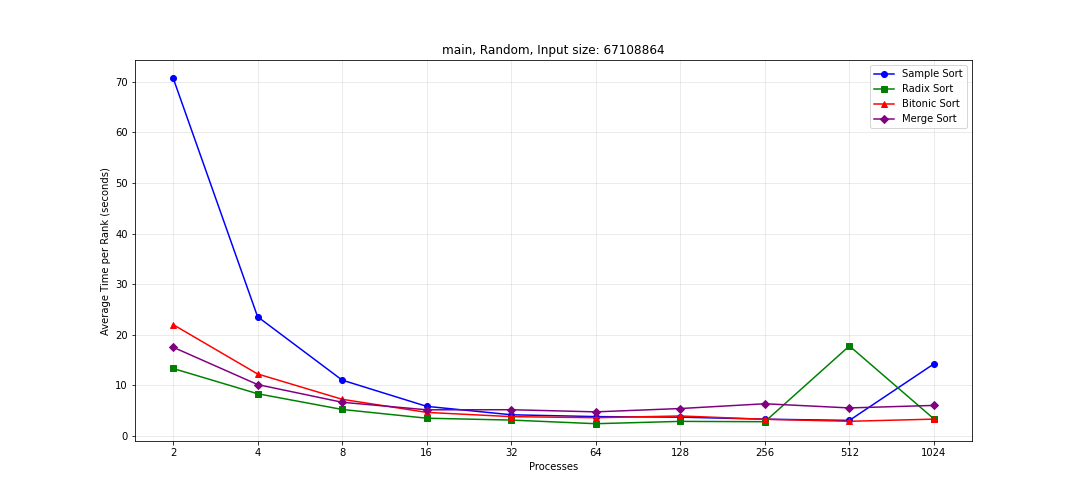 main, Random, Input size: 67108864
Sample Sort
Radix Sort
Bitonic Sort
Merge Sort
Average Time per Rank (seconds)
70
60
50
40
30
20
10
0
2 4 8 16 32 64 128 256 512 1024
Processes